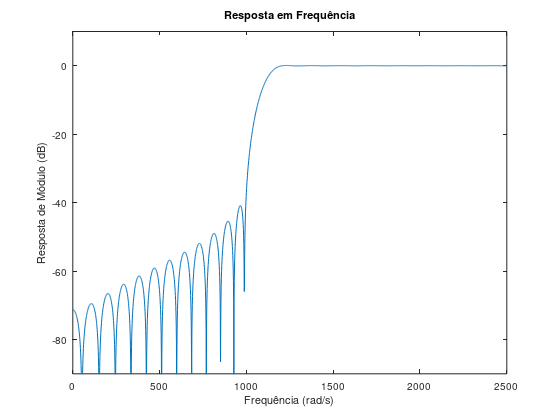 Resposta em Frequência
Resposta de Módulo (dB)
0
-20
-40
-60
-80
0 500 1000 1500 2000 2500
Frequência (rad/s)